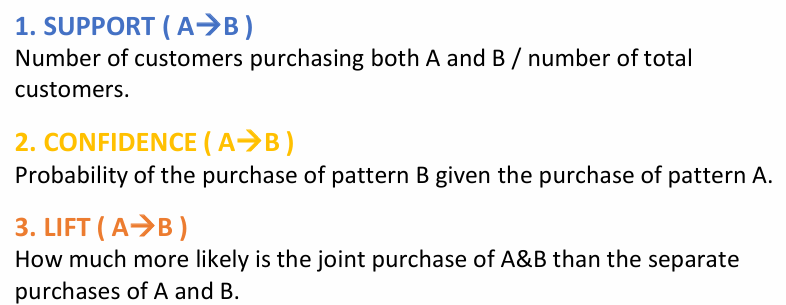 1. SUPPORT ( A→B )
Number of customers purchasing both A and B / number of total
customers.
2. CONFIDENCE ( A→B )
Probability of the purchase of pattern B given the purchase of pattern A.
3. LIFT ( A→B )
How much more likely is the joint purchase of A&B than the separate
purchases of A and B.